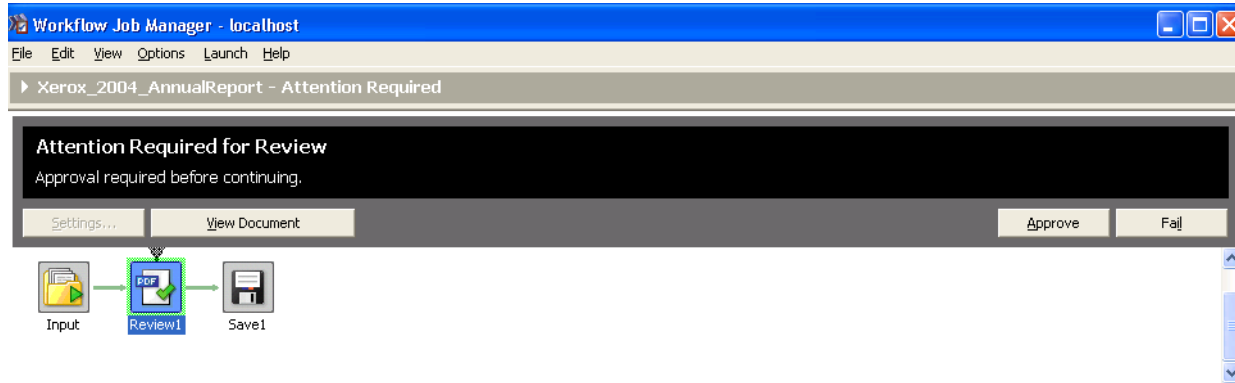 Workflow Job Manager - localhost
File Edit View Options Launch Help
Xerox_2004_AnnualReport - Attention Required
Attention Required for Review
Approval required before continuing.
Settings... View Document Approve Fail
PDF
Input Review1 Save1